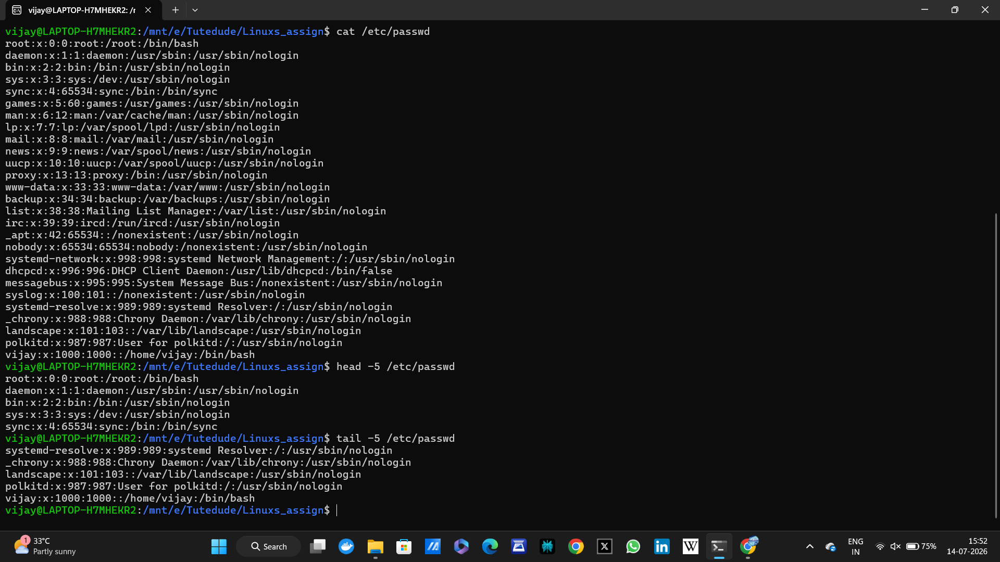 vijay@LAPTOP-H7MHEKR2: /r
vijay@LAPTOP-H7MHEKR2:/mnt/e/Tutedude/Linuxs_assign$ cat /etc/passwd
root:x:0:0:root:/root:/bin/bash
daemon:x:1:1:daemon:/usr/sbin:/usr/sbin/nologin
bin:x:2:2:bin:/bin:/usr/sbin/nologin
sys:x:3:3:sys:/dev:/usr/sbin/nologin
sync:x:4:65534:sync:/bin:/bin/sync
games:x:5:60:games:/usr/games:/usr/sbin/nologin
man:x:6:12:man:/var/cache/man:/usr/sbin/nologin
lp:x:7:7:lp:/var/spool/lpd:/usr/sbin/nologin
mail:x:8:8:mail:/var/mail:/usr/sbin/nologin
news:x:9:9:news:/var/spool/news:/usr/sbin/nologin
uucp:x:10:10:uucp:/var/spool/uucp:/usr/sbin/nologin
proxy:x:13:13:proxy:/bin:/usr/sbin/nologin
www-data:x:33:33:www-data:/var/www:/usr/sbin/nologin
backup:x:34:34:backup:/var/backups:/usr/sbin/nologin
list:x:38:38:Mailing List Manager:/var/list:/usr/sbin/nologin
irc:x:39:39:ircd:/run/ircd:/usr/sbin/nologin
_apt:x:42:65534::/nonexistent:/usr/sbin/nologin
nobody:x:65534:65534:nobody:/nonexistent:/usr/sbin/nologin
systemd-network:x:998:998:systemd Network Management:/:/usr/sbin/nologin
dhcpcd:x:996:996:DHCP Client Daemon:/usr/lib/dhcpcd:/bin/false
messagebus:x:995:995:System Message Bus:/nonexistent:/usr/sbin/nologin
syslog:x:100:101::/nonexistent:/usr/sbin/nologin
systemd-resolve:x:989:989:systemd Resolver:/:/usr/sbin/nologin
_chrony:x:988:988:Chrony Daemon:/var/lib/chrony:/usr/sbin/nologin
landscape:x:101:103::/var/lib/landscape:/usr/sbin/nologin
polkitd:x:987:987:User for polkitd:/:/usr/sbin/nologin
vijay:x:1000:1000::/home/vijay:/bin/bash
vijay@LAPTOP-H7MHEKR2:/mnt/e/Tutedude/Linuxs_assign$ head -5 /etc/passwd
root:x:0:0:root:/root:/bin/bash
daemon:x:1:1:daemon:/usr/sbin:/usr/sbin/nologin
bin:x:2:2:bin:/bin:/usr/sbin/nologin
sys:x:3:3:sys:/dev:/usr/sbin/nologin
sync:x:4:65534:sync:/bin:/bin/sync
vijay@LAPTOP-H7MHEKR2:/mnt/e/Tutedude/Linuxs_assign$ tail -5 /etc/passwd
systemd-resolve:x:989:989:systemd Resolver:/:/usr/sbin/nologin
_chrony:x:988:988:Chrony Daemon:/var/lib/chrony:/usr/sbin/nologin
landscape:x:101:103::/var/lib/landscape:/usr/sbin/nologin
polkitd:x:987:987:User for polkitd:/:/usr/sbin/nologin
vijay:x:1000:1000::/home/vijay:/bin/bash
vijay@LAPTOP-H7MHEKR2:/mnt/e/Tutedude/Linuxs_assign$
1
33°C
Partly sunny
Search
X
in
W
ENG
IN
75%
15:52
14-07-2026